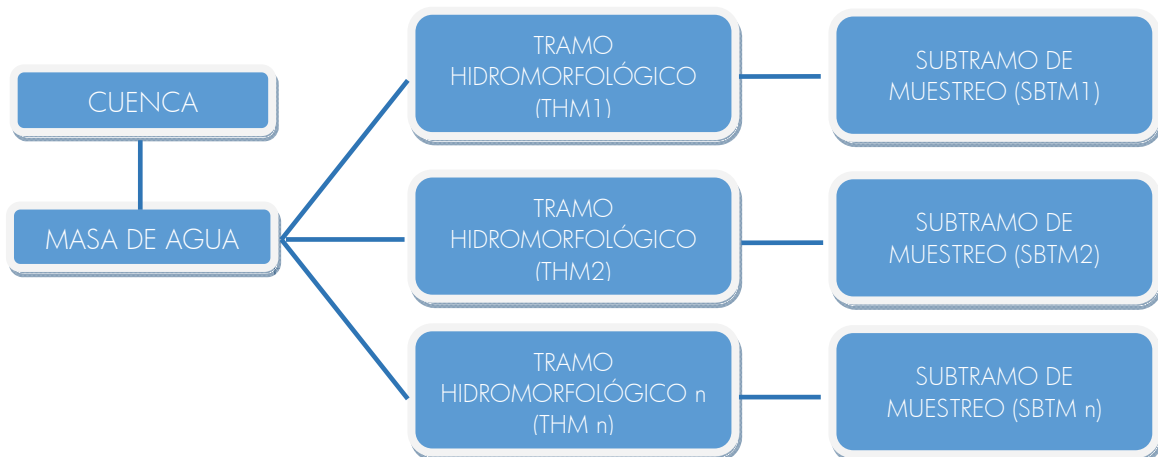 CUENCA
MASA DE AGUA
TRAMO
HIDROMORFOLÓGICO
(THM1)
SUBTRAMO DE
MUESTREO (SBTM1)
TRAMO
HIDROMORFOLÓGICO
(THM2)
SUBTRAMO DE
MUESTREO (SBTM2)
TRAMO
HIDROMORFOLÓGICO n
(THM n)
SUBTRAMO DE
MUESTREO (SBTM n)